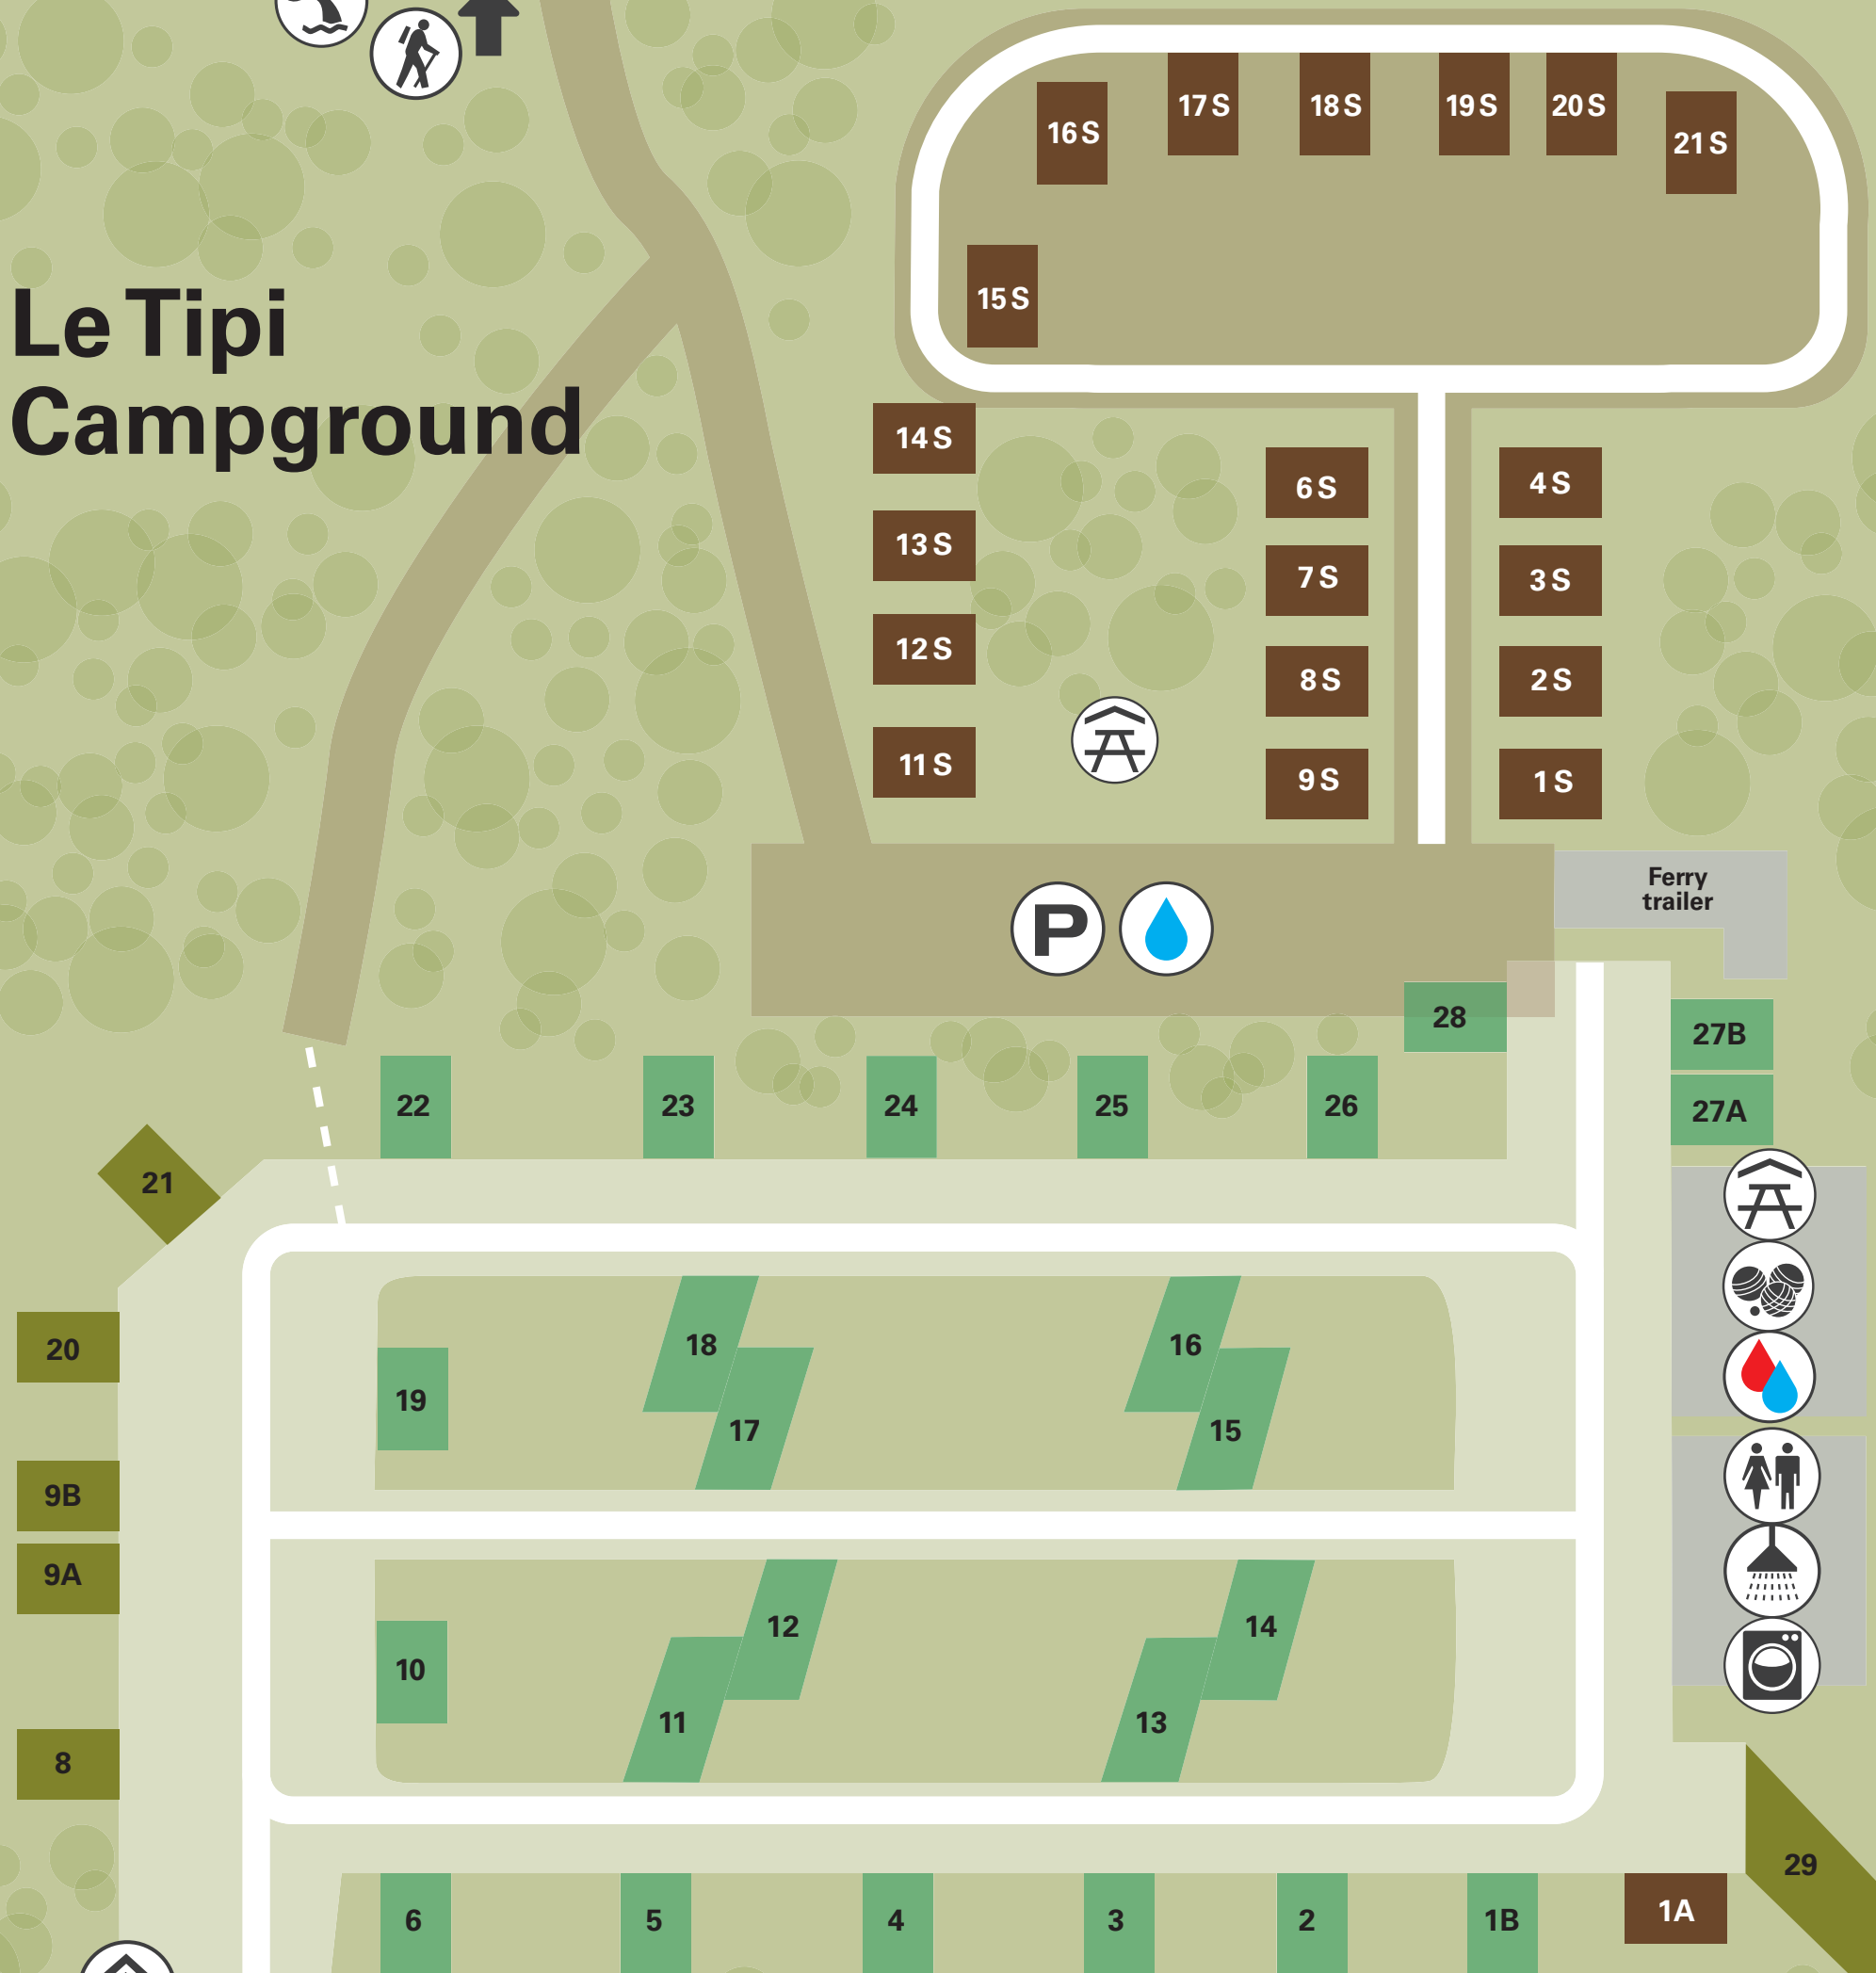 16 S
17 S
18 S
19 S
20 S
21 S
15 S
Le Tipi
Campground
14 S
6 S
4 S
13 S
7 S
3 S
12 S
8 S
2 S
11 S
9 S
1 S
Ferry
trailer
P
28
27B
22
23
24
25
26
27A
21
20
18
16
19
17
15
9B
9A
12
14
10
11
13
8
29
6
5
4
3
2
1B
1A